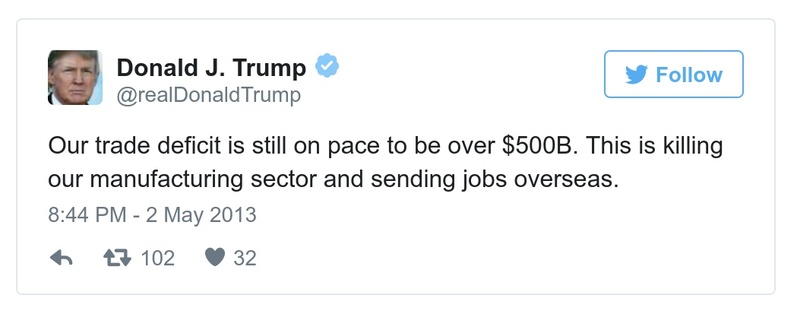 Donald J. Trump
Follow
@realDonaldTrump
Our trade deficit is still on pace to be over $500B. This is killing
our manufacturing sector and sending jobs overseas.
8:44 PM - 2 May 2013
102 32